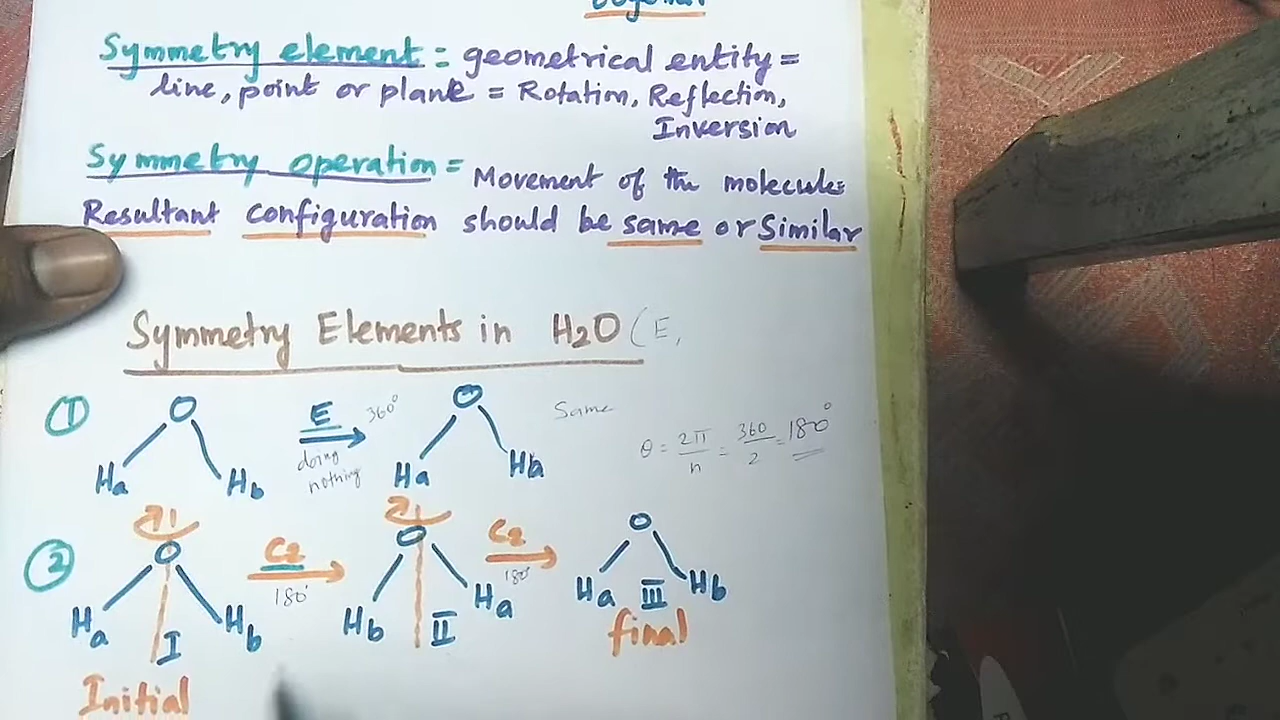 together
Symmetry element = geometrical entity =
line, point or plane = Rotation, Reflection,
Inversion
Symmetry operation = Movement of the molecule
Resultant configuration should be same or Similar
Symmetry Elements in H2O (E,
1
O E 360° O Same
doing
nothing
Ha Hb Ha Hb
θ = 2π/n = 360/2 = 180°
2
O C2 180° O C2 180° O
Ha I Hb Hb II Ha Ha III Hb
Initial final